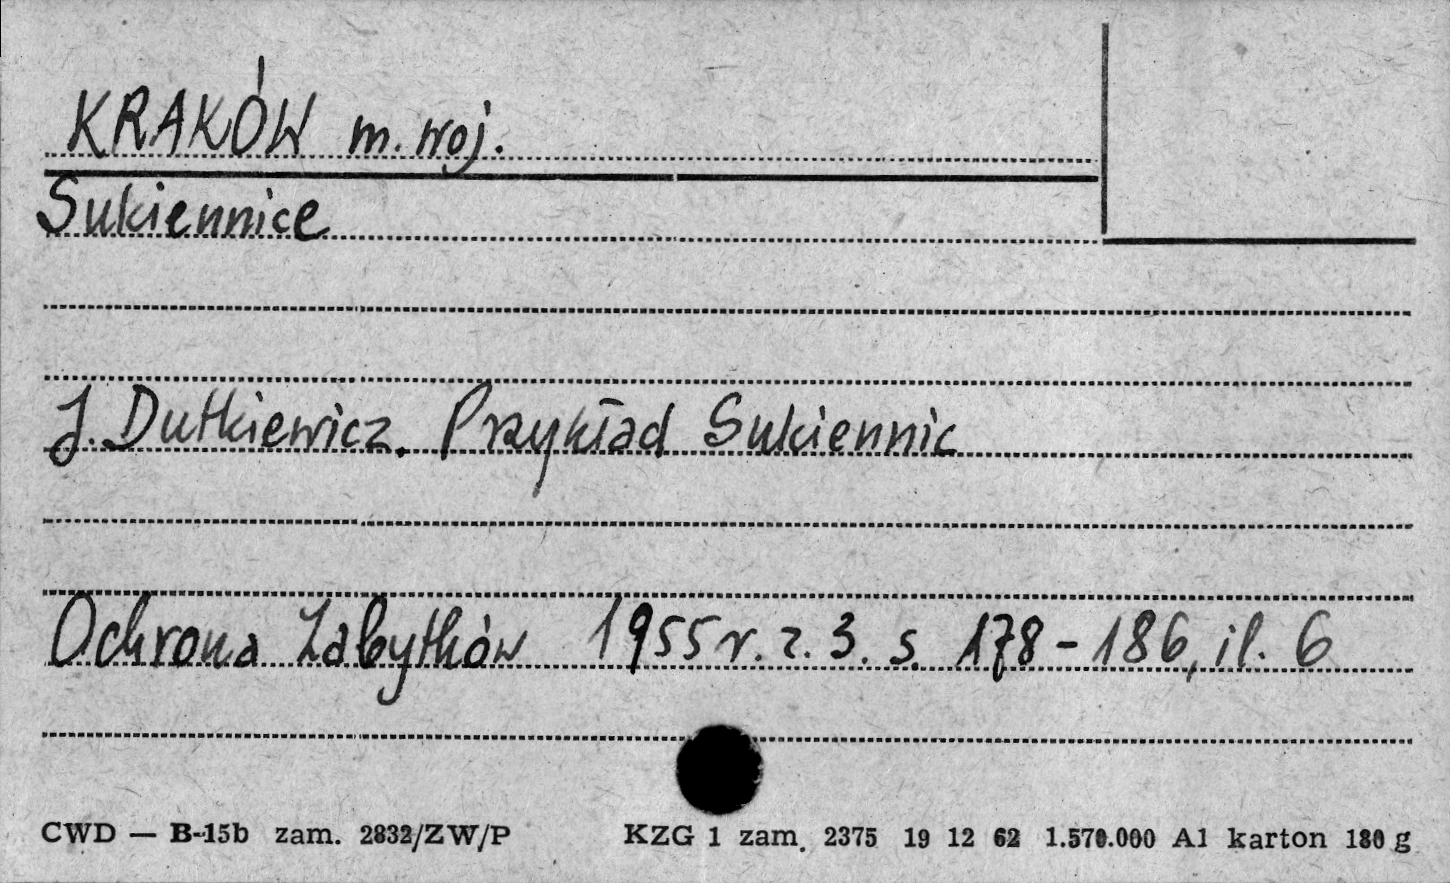 KRAKÓW m. woj.
Sukiennice
J. Dutkiewicz. Przykład Sukiennic
Ochrona Zabytków 1955 r. z. 3. s. 178-186, il. 6
CWD — B-15b zam. 2832/ZW/P KZG 1 zam. 2375 19 12 62 1.570.000 A1 karton 180 g